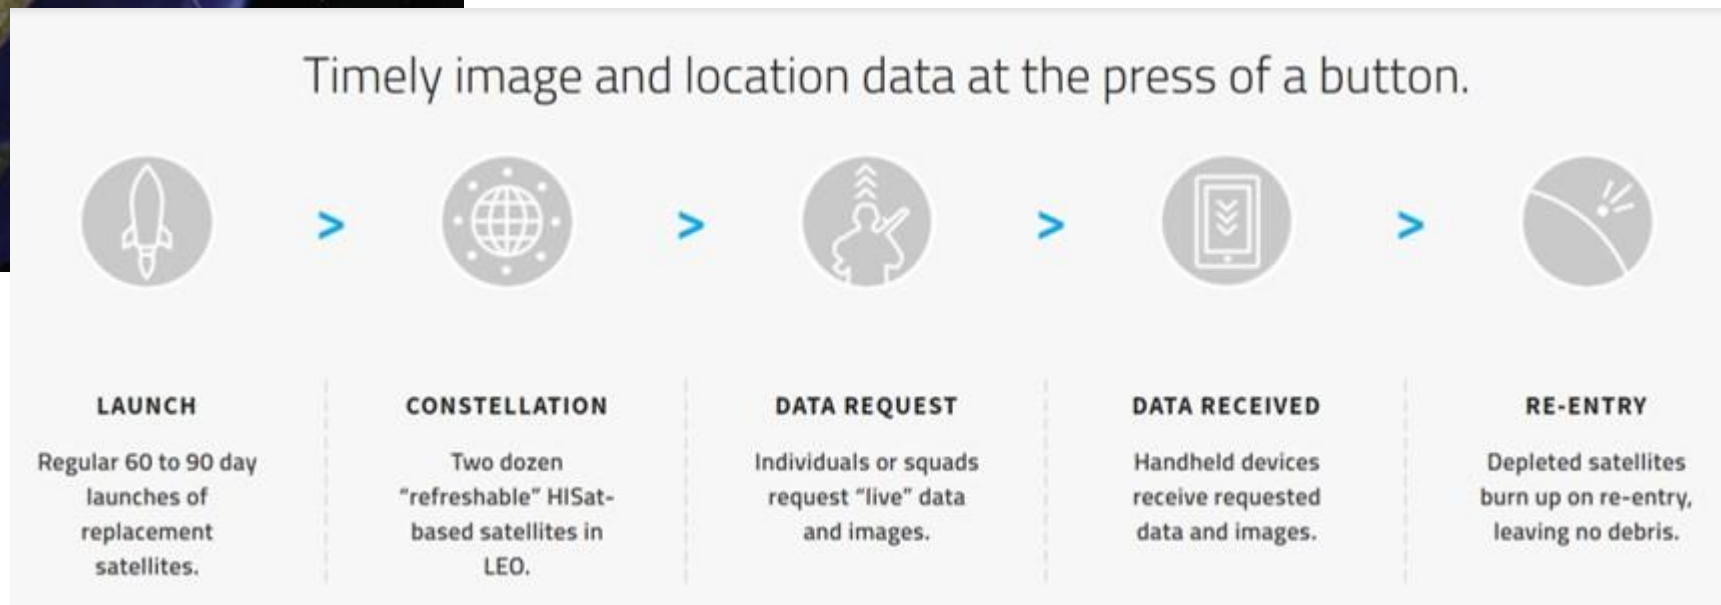 Timely image and location data at the press of a button.
> > > >
LAUNCH
Regular 60 to 90 day
launches of
replacement
satellites.
CONSTELLATION
Two dozen
“refreshable” HISat-
based satellites in
LEO.
DATA REQUEST
Individuals or squads
request “live” data
and images.
DATA RECEIVED
Handheld devices
receive requested
data and images.
RE-ENTRY
Depleted satellites
burn up on re-entry,
leaving no debris.